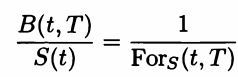 B(t, T) / S(t) = 1 / For_S(t, T)